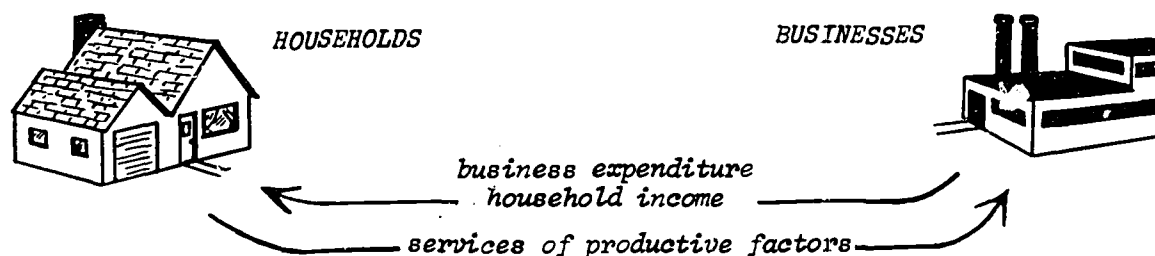 HOUSEHOLDS
BUSINESSES
business expenditure
household income
services of productive factors